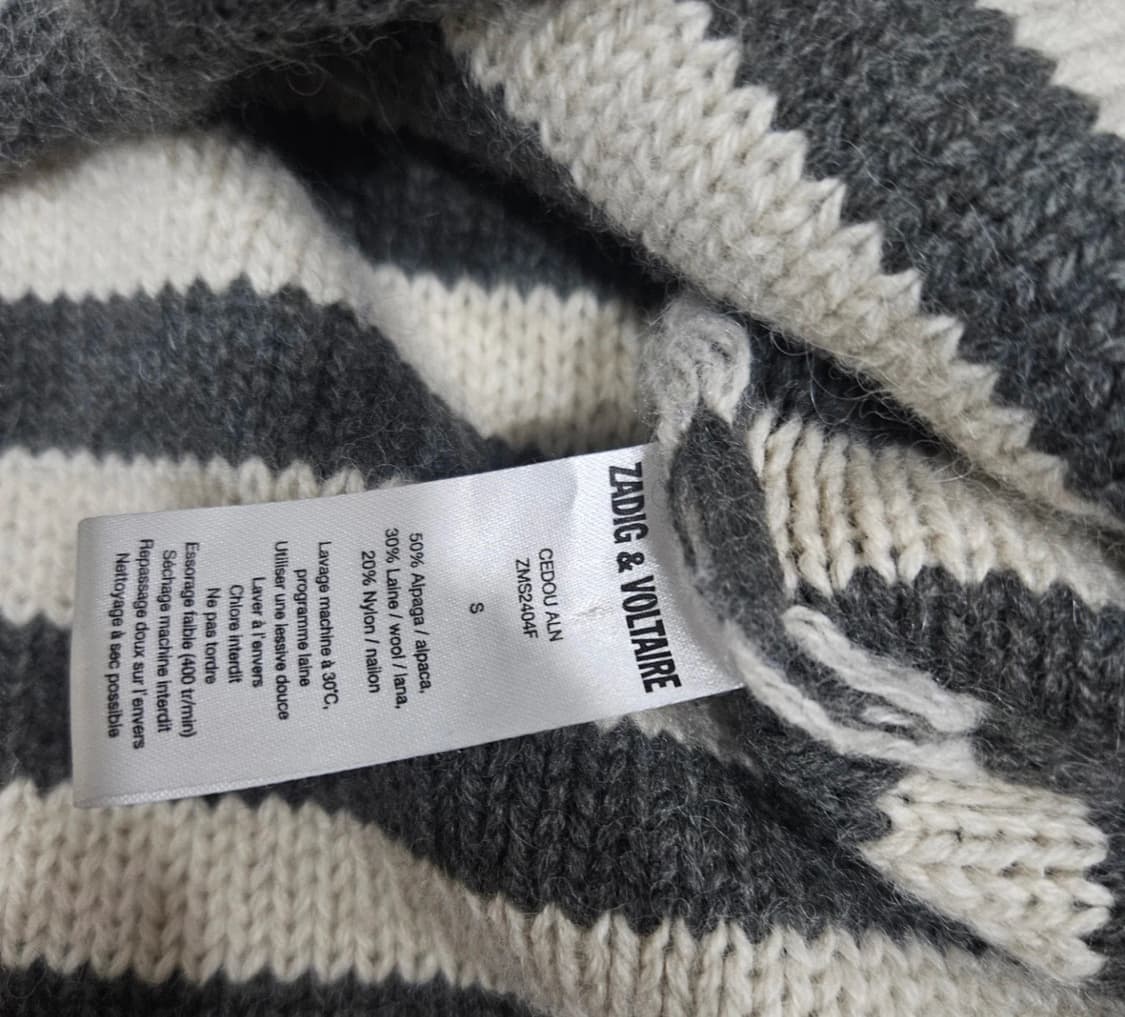 ZADIG & VOLTAIRE
CEDOU ALN
ZMS2404F
S
50% Alpaga / alpaca,
30% Laine / wool / lana,
20% Nylon / nailon
Lavage machine à 30°C,
programme laine
Utiliser une lessive douce
Laver à l'envers
Chlore interdit
Ne pas tordre
Essorage faible (400 tr/min)
Séchage machine interdit
Repassage doux sur l'envers
Nettoyage à sec possible